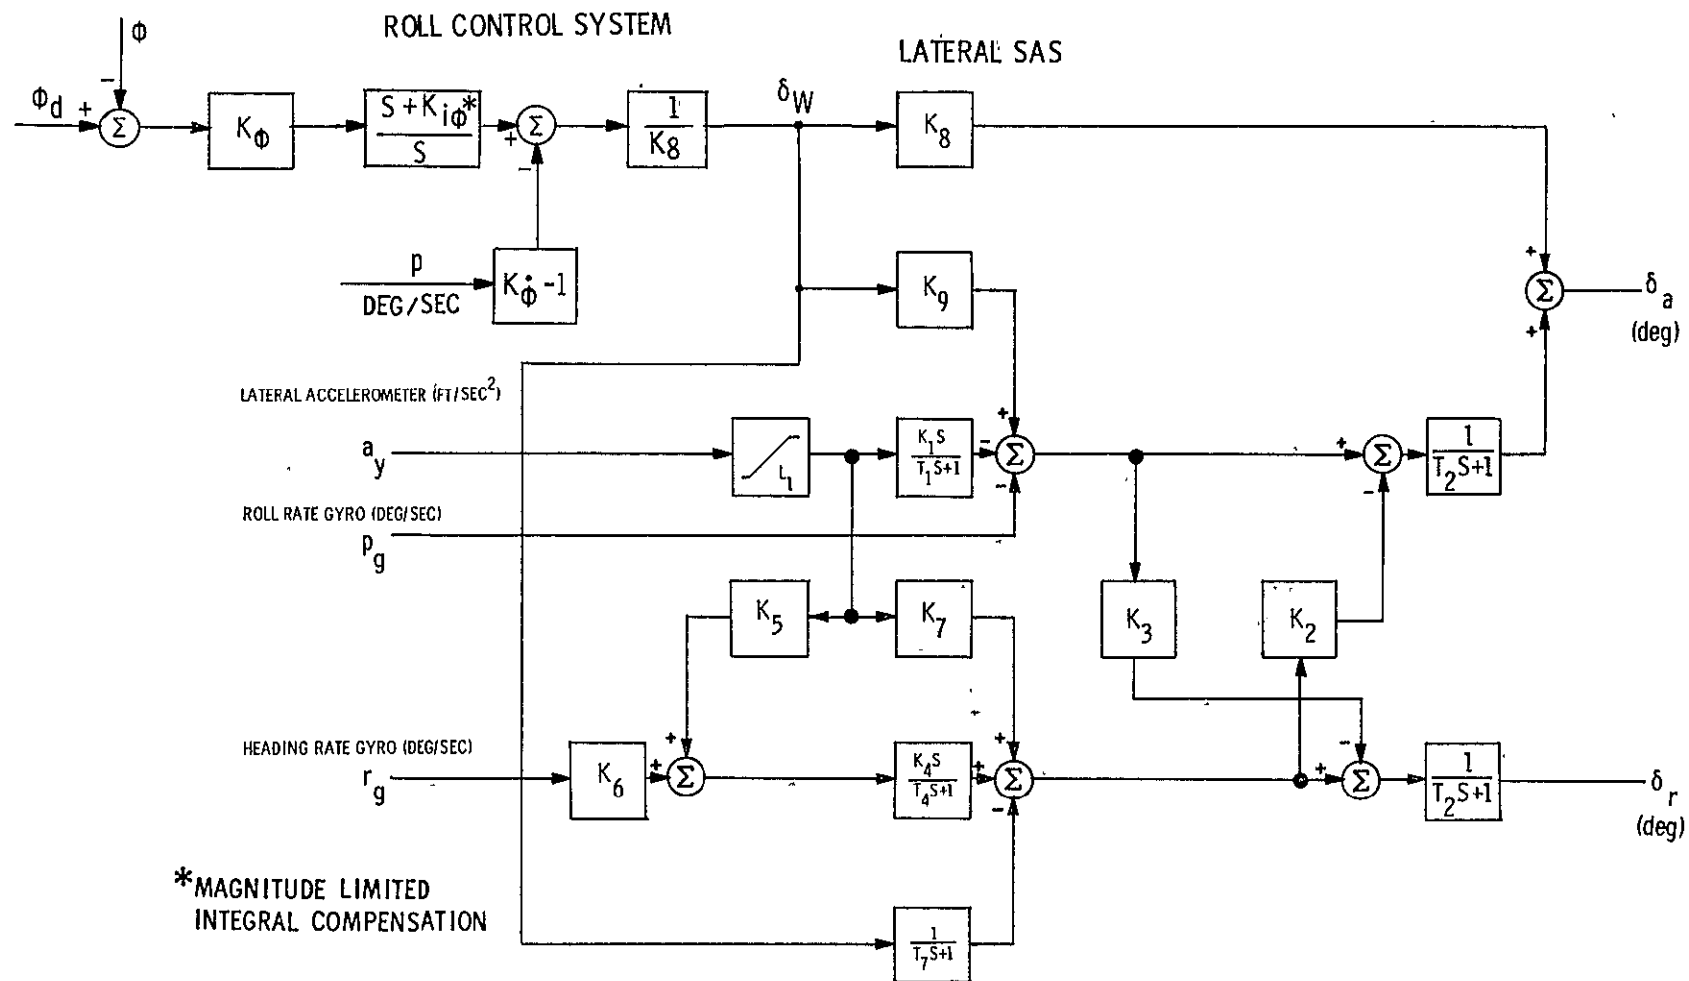 ROLL CONTROL SYSTEM
LATERAL SAS
Φ
-
Φd +
Σ
KΦ
S + KiΦ*
S
+
Σ
-
1
K8
δW
K8
p
DEG/SEC
KΦ̇ -1
K9
+
Σ
+
δa
(deg)
LATERAL ACCELEROMETER (FT/SEC2)
ay
L1
K1S
T1S+1
-
+
Σ
-
+
Σ
-
1
T2S+1
ROLL RATE GYRO (DEG/SEC)
pg
K5
K7
K3
K2
HEADING RATE GYRO (DEG/SEC)
rg
K6
+
+
Σ
K4S
T4S+1
+
+
Σ
-
-
+
Σ
1
T2S+1
δr
(deg)
*MAGNITUDE LIMITED
INTEGRAL COMPENSATION
1
T7S+1